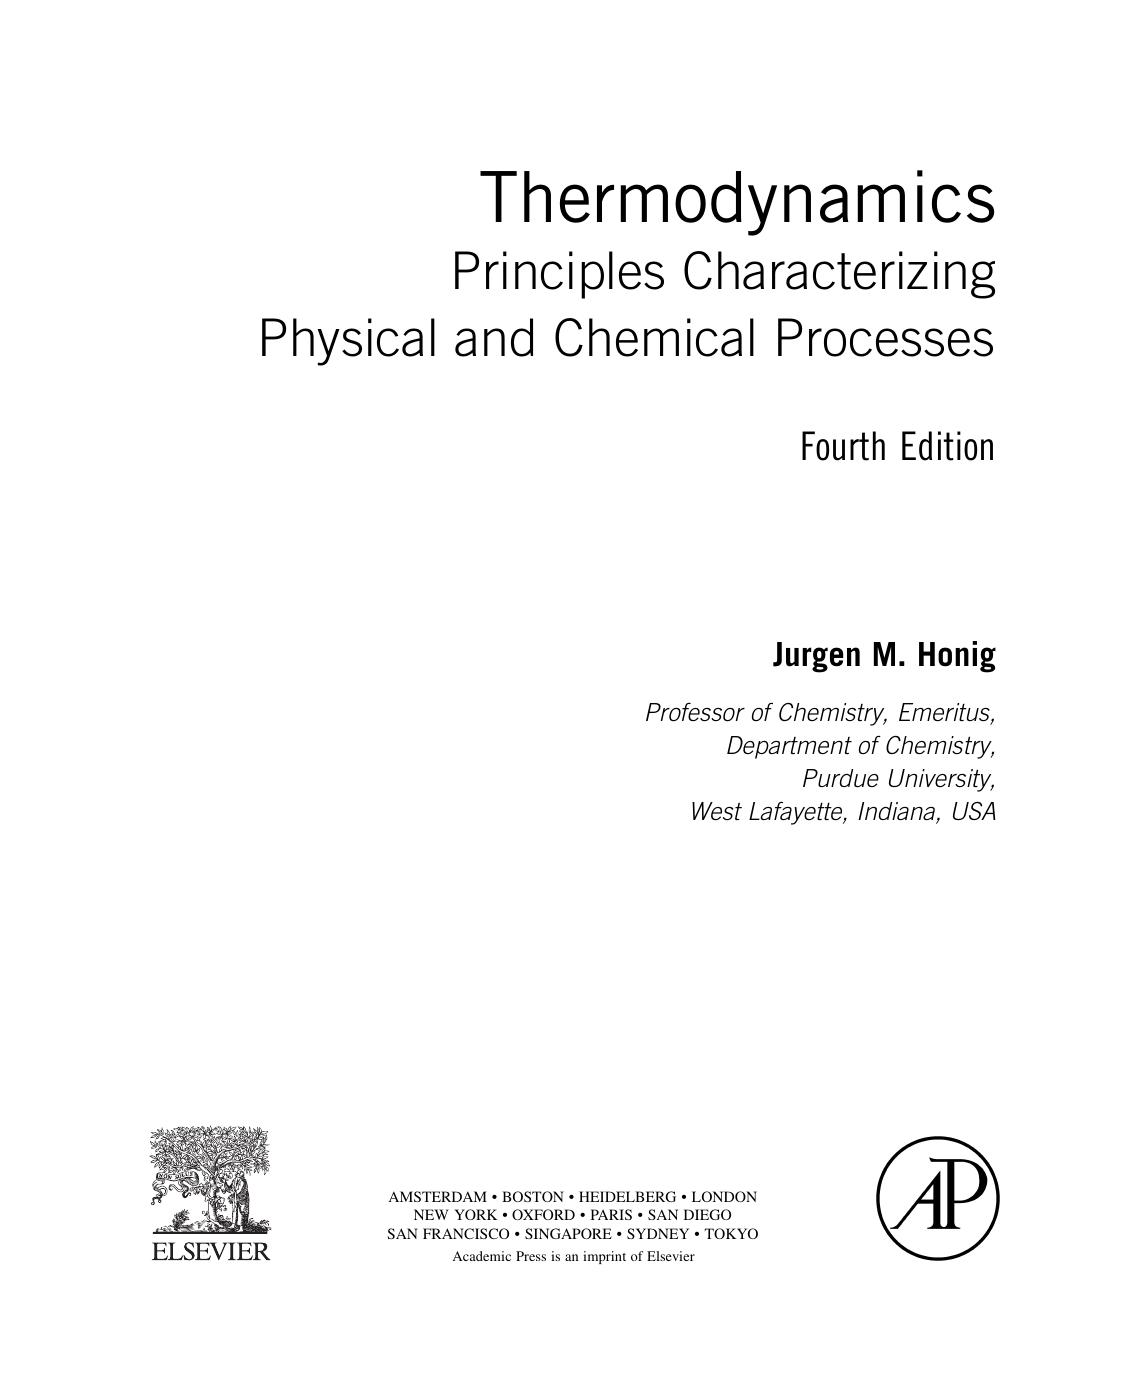 Thermodynamics
Principles Characterizing
Physical and Chemical Processes
Fourth Edition
Jurgen M. Honig
Professor of Chemistry, Emeritus,
Department of Chemistry,
Purdue University,
West Lafayette, Indiana, USA
AMSTERDAM • BOSTON • HEIDELBERG • LONDON
NEW YORK • OXFORD • PARIS • SAN DIEGO
SAN FRANCISCO • SINGAPORE • SYDNEY • TOKYO
Academic Press is an imprint of Elsevier
ELSEVIER
AP